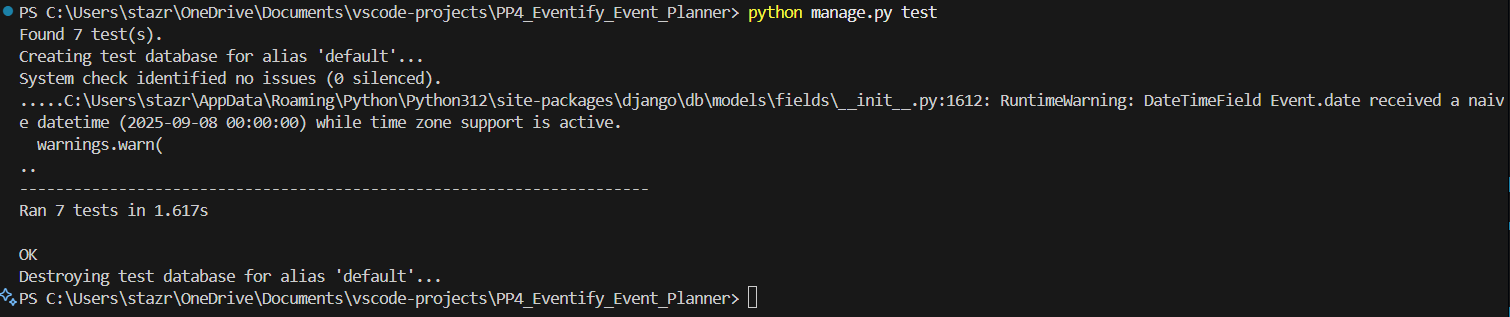 PS C:\Users\stazr\OneDrive\Documents\vscode-projects\PP4_Eventify_Event_Planner> python manage.py test
Found 7 test(s).
Creating test database for alias 'default'...
System check identified no issues (0 silenced).
.....C:\Users\stazr\AppData\Roaming\Python\Python312\site-packages\django\db\models\fields\__init__.py:1612: RuntimeWarning: DateTimeField Event.date received a naiv
e datetime (2025-09-08 00:00:00) while time zone support is active.
  warnings.warn(
..
----------------------------------------------------------------------
Ran 7 tests in 1.617s

OK
Destroying test database for alias 'default'...
PS C:\Users\stazr\OneDrive\Documents\vscode-projects\PP4_Eventify_Event_Planner>